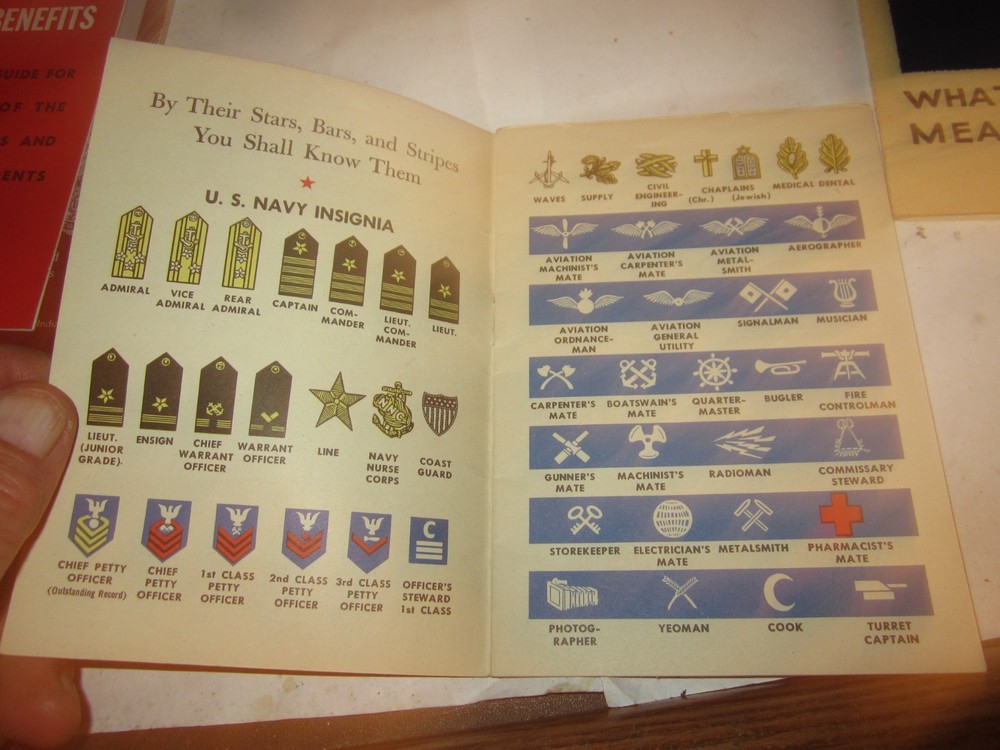 BENEFITS
GUIDE FOR
OF THE
S AND
ENTS
By Their Stars, Bars, and Stripes
You Shall Know Them
U. S. NAVY INSIGNIA
ADMIRAL
VICE
ADMIRAL
REAR
ADMIRAL
CAPTAIN
COM-
MANDER
LIEUT.
COM-
MANDER
LIEUT.
LIEUT.
(JUNIOR
GRADE)
ENSIGN
CHIEF
WARRANT
OFFICER
WARRANT
OFFICER
LINE
NAVY
NURSE
CORPS
COAST
GUARD
CHIEF PETTY
OFFICER
(Outstanding Record)
CHIEF
PETTY
OFFICER
1st CLASS
PETTY
OFFICER
2nd CLASS
PETTY
OFFICER
3rd CLASS
PETTY
OFFICER
C
OFFICER'S
STEWARD
1st CLASS
WAVES
SUPPLY
CIVIL
ENGINEER-
ING
CHAPLAINS
(Chr.) (Jewish)
MEDICAL
DENTAL
AVIATION
MACHINIST'S
MATE
AVIATION
CARPENTER'S
MATE
AVIATION
METAL-
SMITH
AEROGRAPHER
AVIATION
ORDNANCE-
MAN
AVIATION
GENERAL
UTILITY
SIGNALMAN
MUSICIAN
CARPENTER'S
MATE
BOATSWAIN'S
MATE
QUARTER-
MASTER
BUGLER
FIRE
CONTROLMAN
GUNNER'S
MATE
MACHINIST'S
MATE
RADIOMAN
COMMISSARY
STEWARD
STOREKEEPER
ELECTRICIAN'S
MATE
METALSMITH
PHARMACIST'S
MATE
PHOTOG-
RAPHER
YEOMAN
COOK
TURRET
CAPTAIN
WHAT
MEA